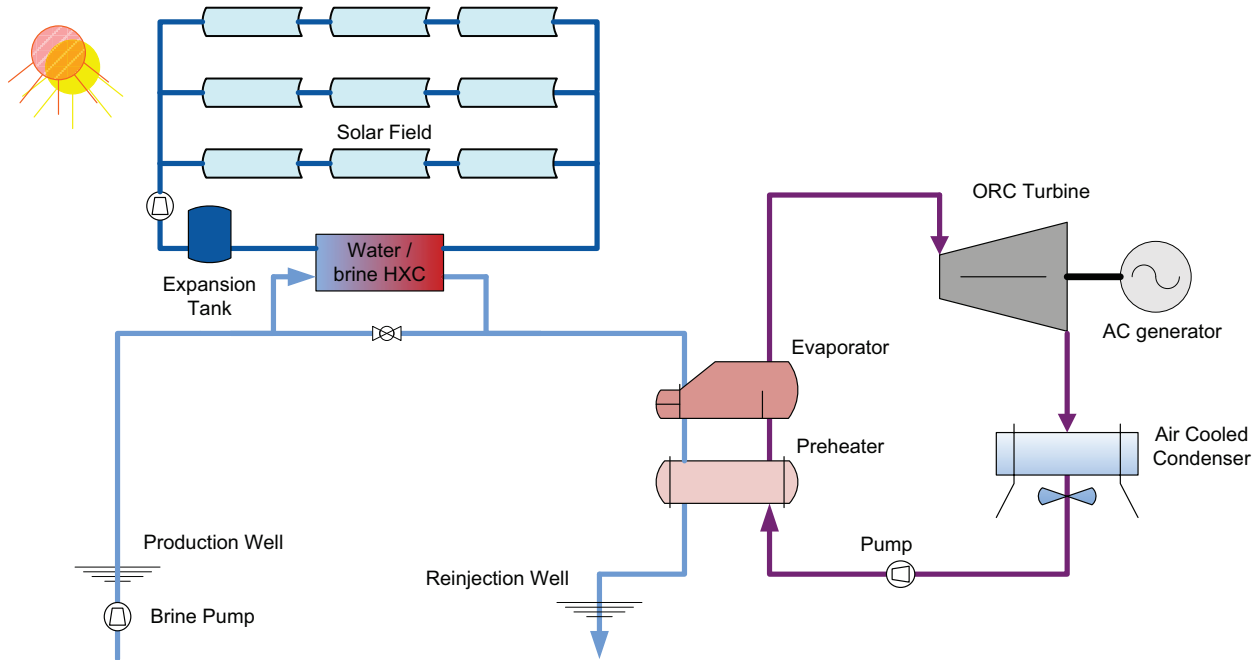 Solar Field
ORC Turbine
Water /
brine HXC
Expansion
Tank
AC generator
Evaporator
Preheater
Air Cooled
Condenser
Production Well
Pump
Reinjection Well
Brine Pump